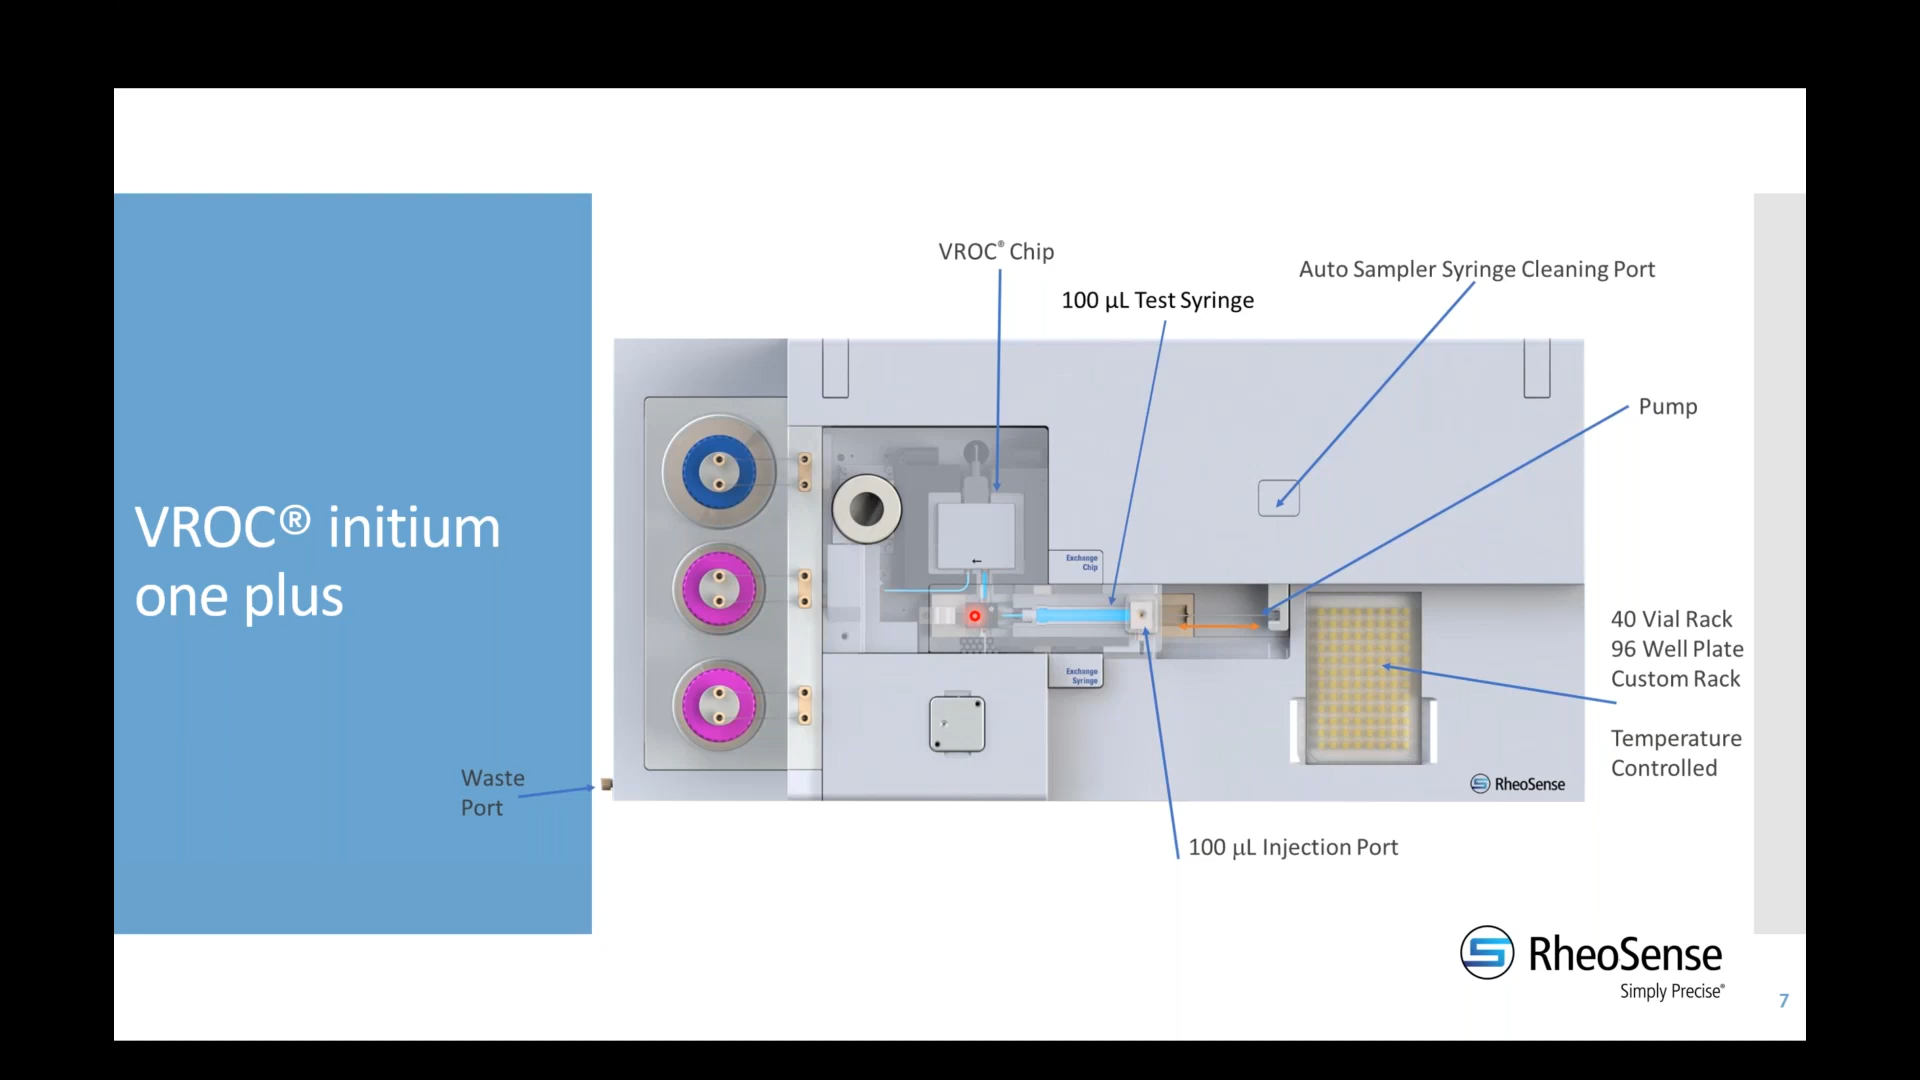 VROC® initium
one plus
VROC® Chip
100 µL Test Syringe
Auto Sampler Syringe Cleaning Port
Pump
40 Vial Rack
96 Well Plate
Custom Rack
Temperature
Controlled
Waste
Port
100 µL Injection Port
Exchange
Chip
Exchange
Syringe
RheoSense
RheoSense
Simply Precise®
7